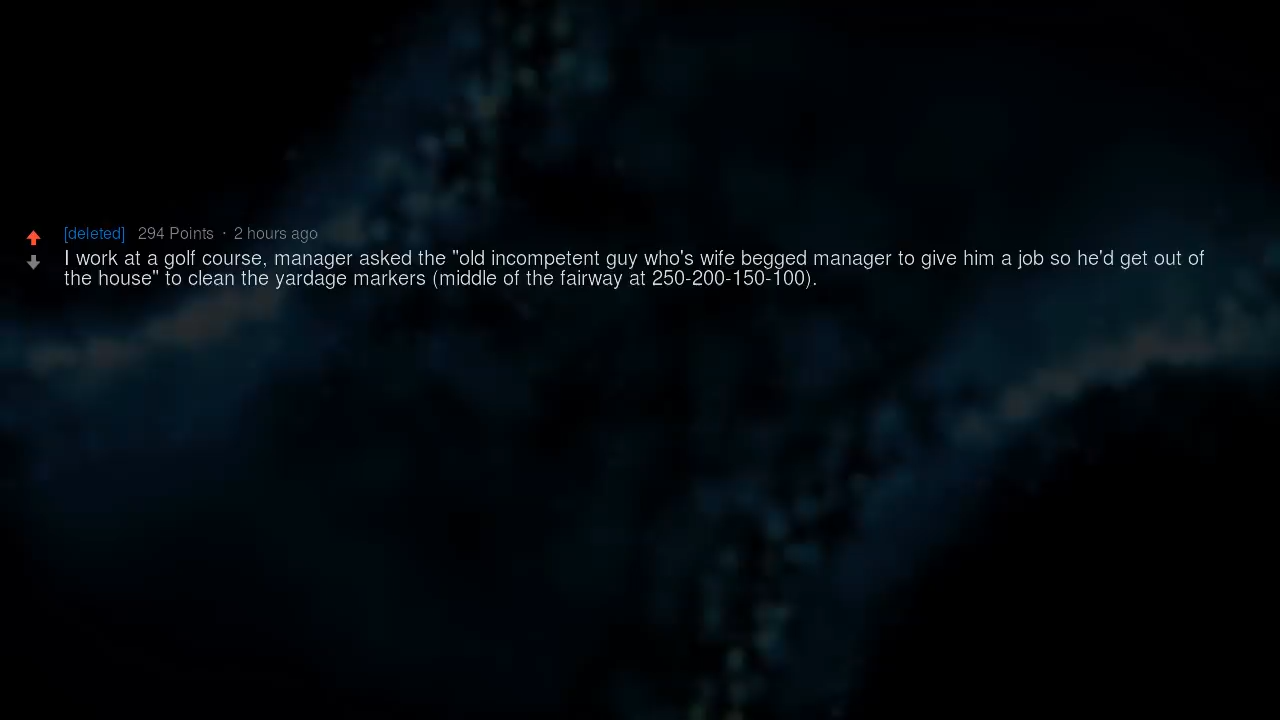 [deleted] 294 Points · 2 hours ago
I work at a golf course, manager asked the "old incompetent guy who's wife begged manager to give him a job so he'd get out of
the house" to clean the yardage markers (middle of the fairway at 250-200-150-100).